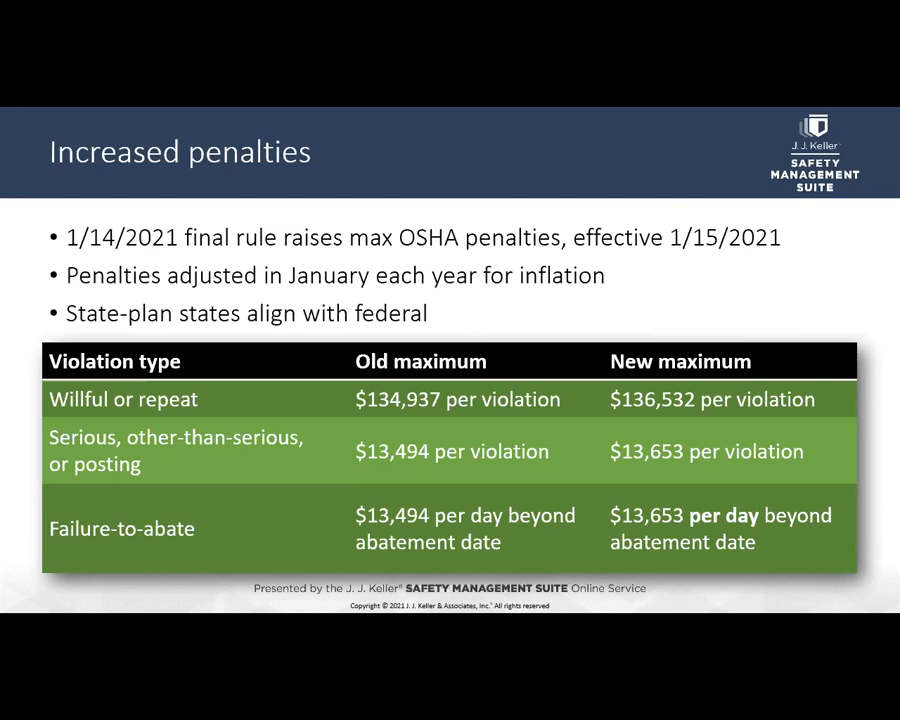 Increased penalties
J. J. Keller
SAFETY
MANAGEMENT
SUITE
• 1/14/2021 final rule raises max OSHA penalties, effective 1/15/2021
• Penalties adjusted in January each year for inflation
• State-plan states align with federal
Violation type Old maximum New maximum
Willful or repeat $134,937 per violation $136,532 per violation
Serious, other-than-serious,
or posting $13,494 per violation $13,653 per violation
Failure-to-abate $13,494 per day beyond
abatement date $13,653 per day beyond
abatement date
Presented by the J. J. Keller® SAFETY MANAGEMENT SUITE Online Service
Copyright © 2021 J. J. Keller & Associates, Inc.® All rights reserved